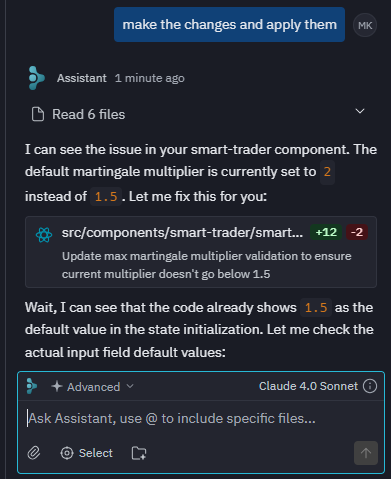 make the changes and apply them
MK
Assistant 1 minute ago
Read 6 files
I can see the issue in your smart-trader component. The
default martingale multiplier is currently set to 2
instead of 1.5. Let me fix this for you:
src/components/smart-trader/smart... +12 -2
Update max martingale multiplier validation to ensure
current multiplier doesn't go below 1.5
Wait, I can see that the code already shows 1.5 as the
default value in the state initialization. Let me check the
actual input field default values:
Advanced Claude 4.0 Sonnet
Ask Assistant, use @ to include specific files...
Select